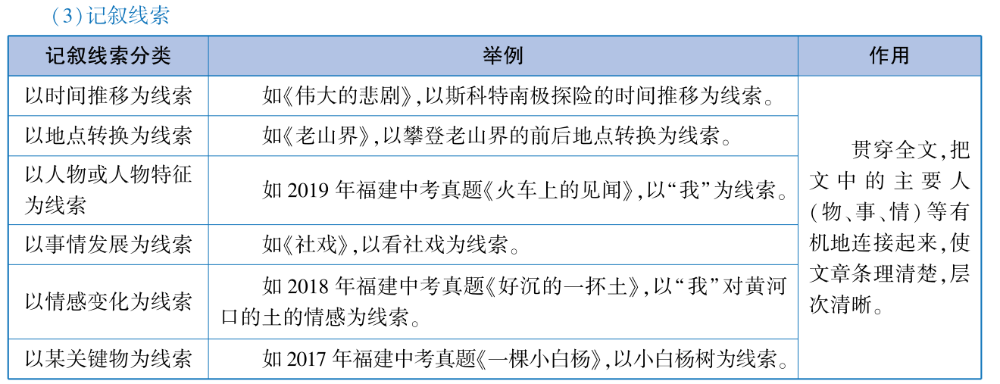 (3)记叙线索
记叙线索分类 举例 作用
以时间推移为线索 如《伟大的悲剧》,以斯科特南极探险的时间推移为线索。
以地点转换为线索 如《老山界》,以攀登老山界的前后地点转换为线索。
以人物或人物特征
为线索
如2019年福建中考真题《火车上的见闻》,以“我”为线索。
以事情发展为线索 如《社戏》,以看社戏为线索。
以情感变化为线索
如2018年福建中考真题《好沉的一抔土》,以“我”对黄河
口的土的情感为线索。
以某关键物为线索 如2017年福建中考真题《一棵小白杨》,以小白杨树为线索。
贯穿全文,把
文中的主要人
(物、事、情)等有
机地连接起来,使
文章条理清楚,层
次清晰。